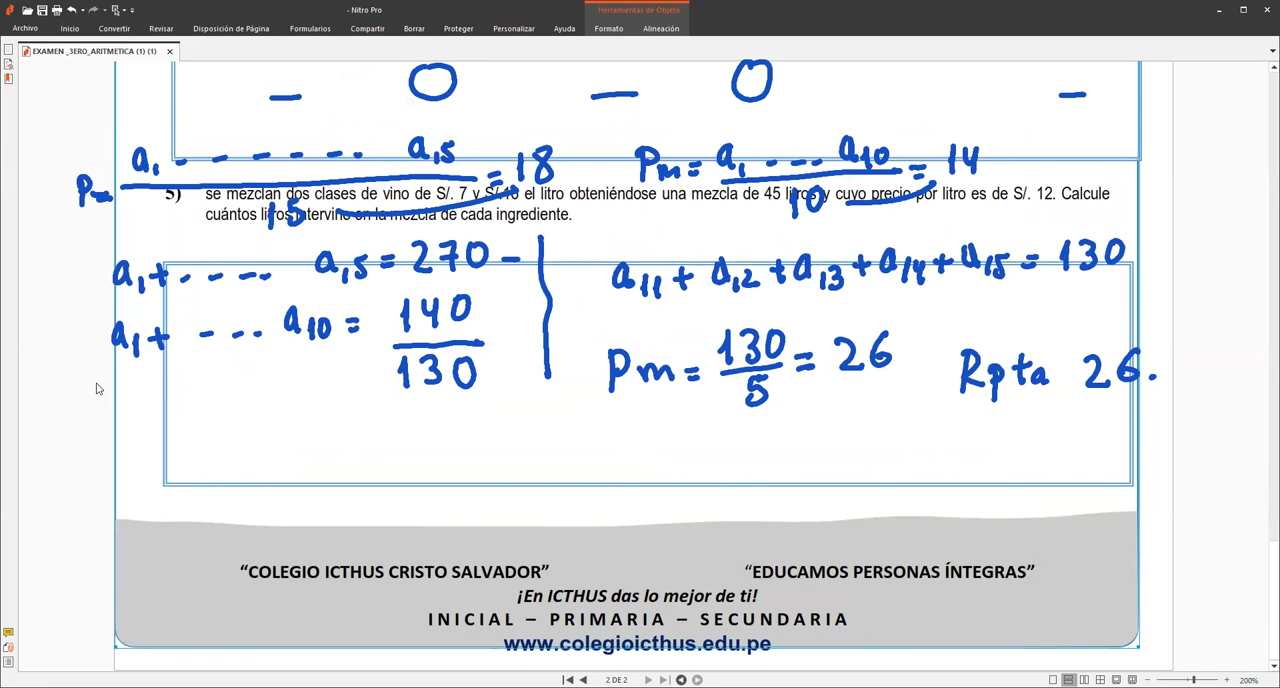 - Nitro Pro
Herramientas de Objeto
Archivo Inicio Convertir Revisión Disposición de Página Formularios Compartir Borrar Proteger Personalizar Ayuda Formato Alineación
EXAMEN _3ERO_ARITMETICA (1) (1)
— O — O —
a1 - - - - - - - a15 = 18 Pm = a1 - - - - a10 = 14
Pm
5) se mezclan dos clases de vino de S/. 7 y S/. el litro obteniéndose una mezcla de 45 litros y cuyo precio por litro es de S/. 12. Calcule
15 10
cuántos litros intervino en la mezcla de cada ingrediente.
a1 + - - - - - a15 = 270 -
a11 + a12 + a13 + a14 + a15 = 130
a1 + - - - - a10 = 140
130
Pm = 130 = 26 Rpta 26.
5
“COLEGIO ICTHUS CRISTO SALVADOR” “EDUCAMOS PERSONAS ÍNTEGRAS”
¡En ICTHUS das lo mejor de ti!
INICIAL – PRIMARIA – SECUNDARIA
www.colegioicthus.edu.pe
2 DE 2
200%